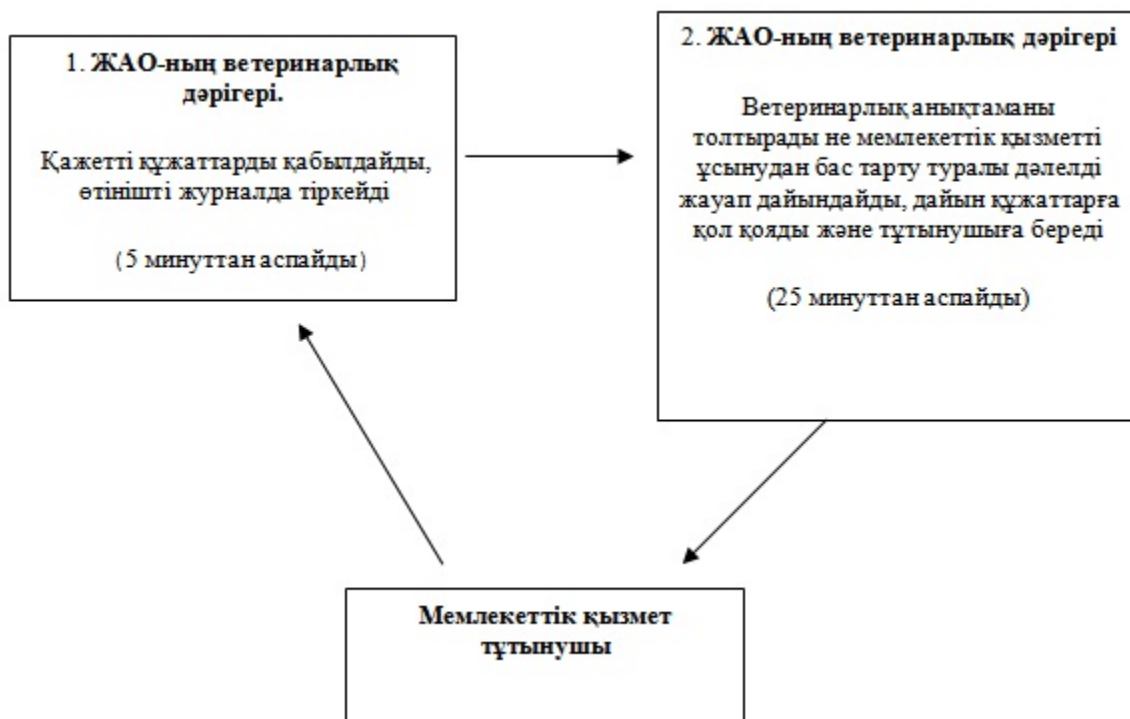 1. ЖАО-ның ветеринарлық
дәрігері.
Қажетті құжаттарды қабылдайды,
өтінішті журналда тіркейді
(5 минуттан аспайды)
2. ЖАО-ның ветеринарлық дәрігері
Ветеринарлық анықтаманы
толтырады не мемлекеттік қызметті
ұсынудан бас тарту туралы дәлелді
жауап дайындайды, дайын құжаттарға
қол қояды және тұтынушыға береді
(25 минуттан аспайды)
Мемлекеттік қызмет
тұтынушы